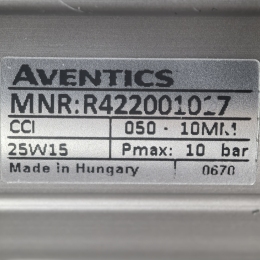 AVENTICS
MNR:R422001017
CCI 050 - 10MM
25W15 Pmax: 10 bar
Made in Hungary 0670